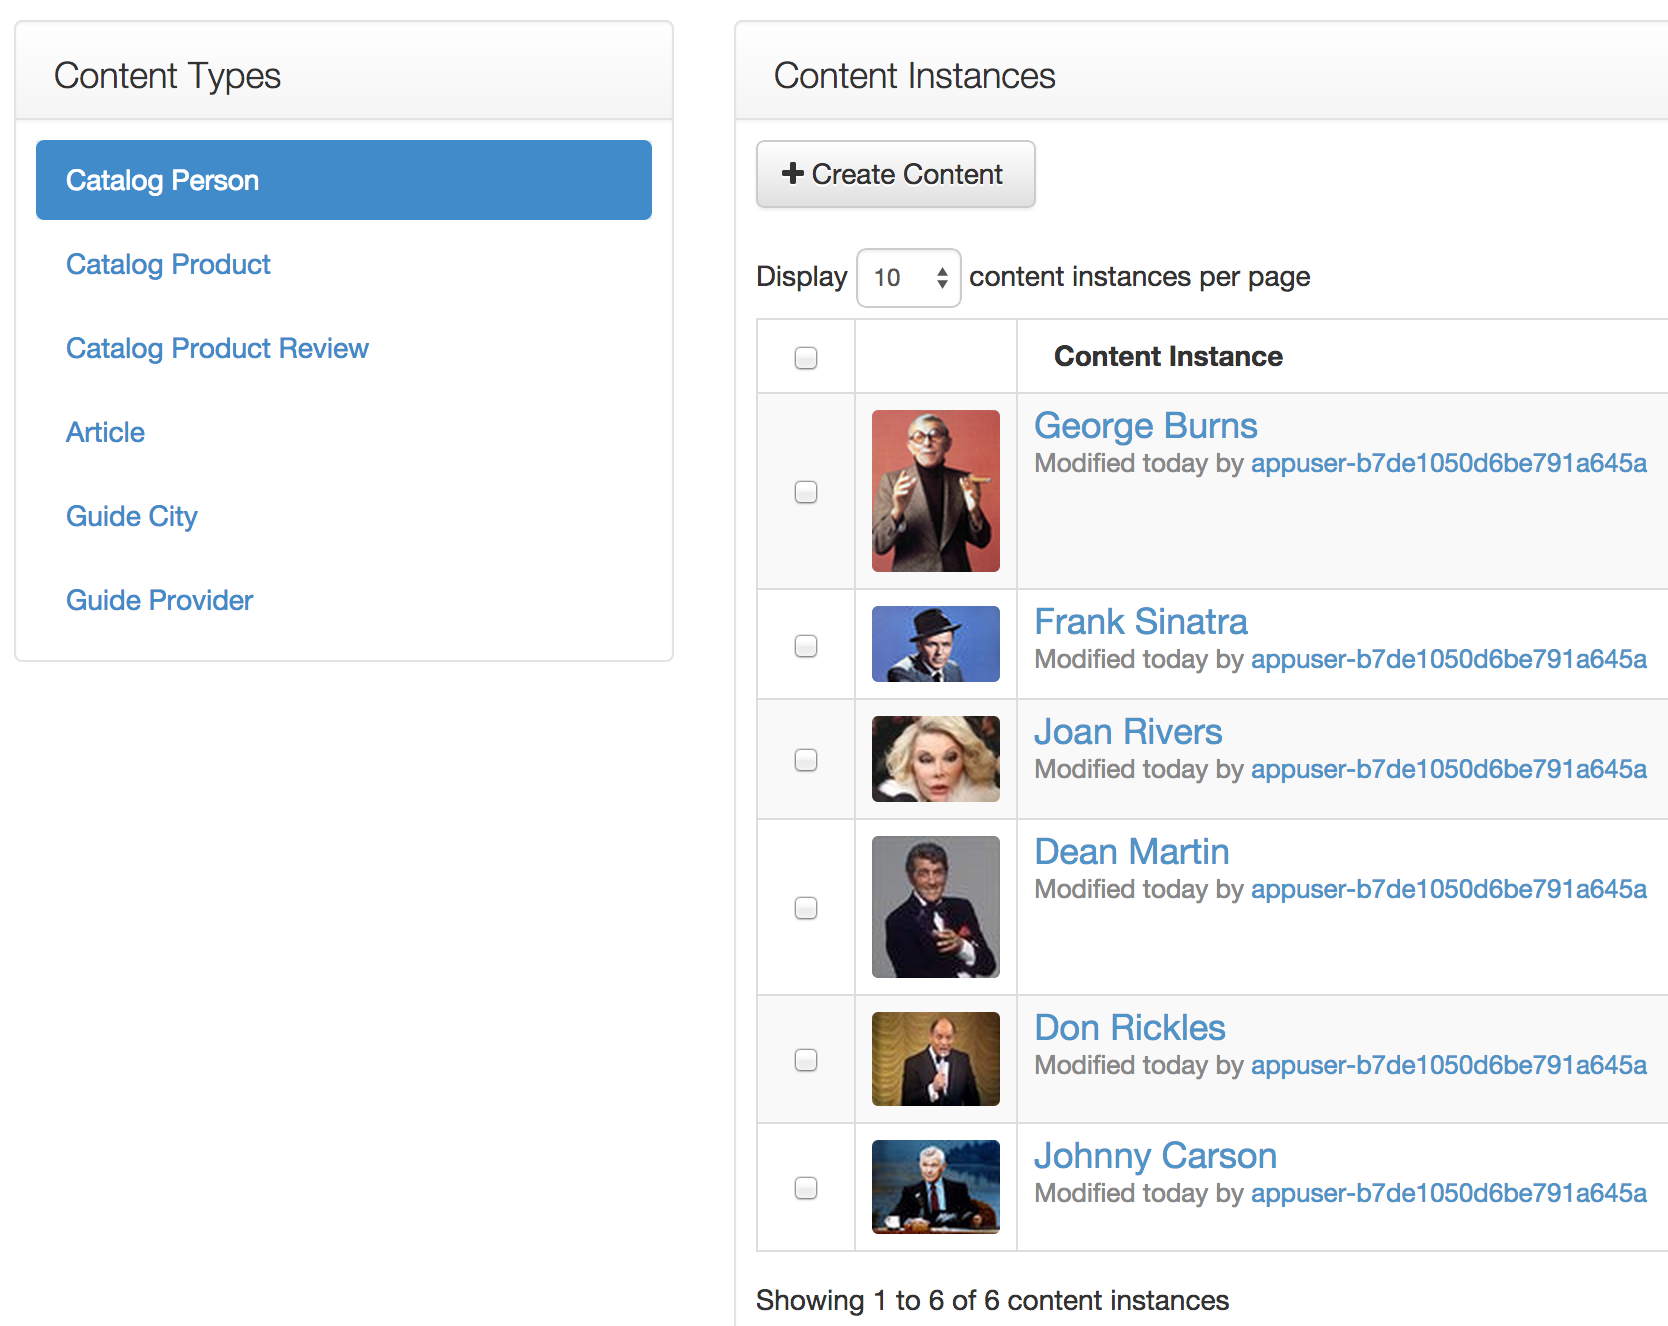 Content Types
Catalog Person
Catalog Product
Catalog Product Review
Article
Guide City
Guide Provider
Content Instances
+ Create Content
Display 10 content instances per page
Content Instance
George Burns
Modified today by appuser-b7de1050d6be791a645a
Frank Sinatra
Modified today by appuser-b7de1050d6be791a645a
Joan Rivers
Modified today by appuser-b7de1050d6be791a645a
Dean Martin
Modified today by appuser-b7de1050d6be791a645a
Don Rickles
Modified today by appuser-b7de1050d6be791a645a
Johnny Carson
Modified today by appuser-b7de1050d6be791a645a
Showing 1 to 6 of 6 content instances